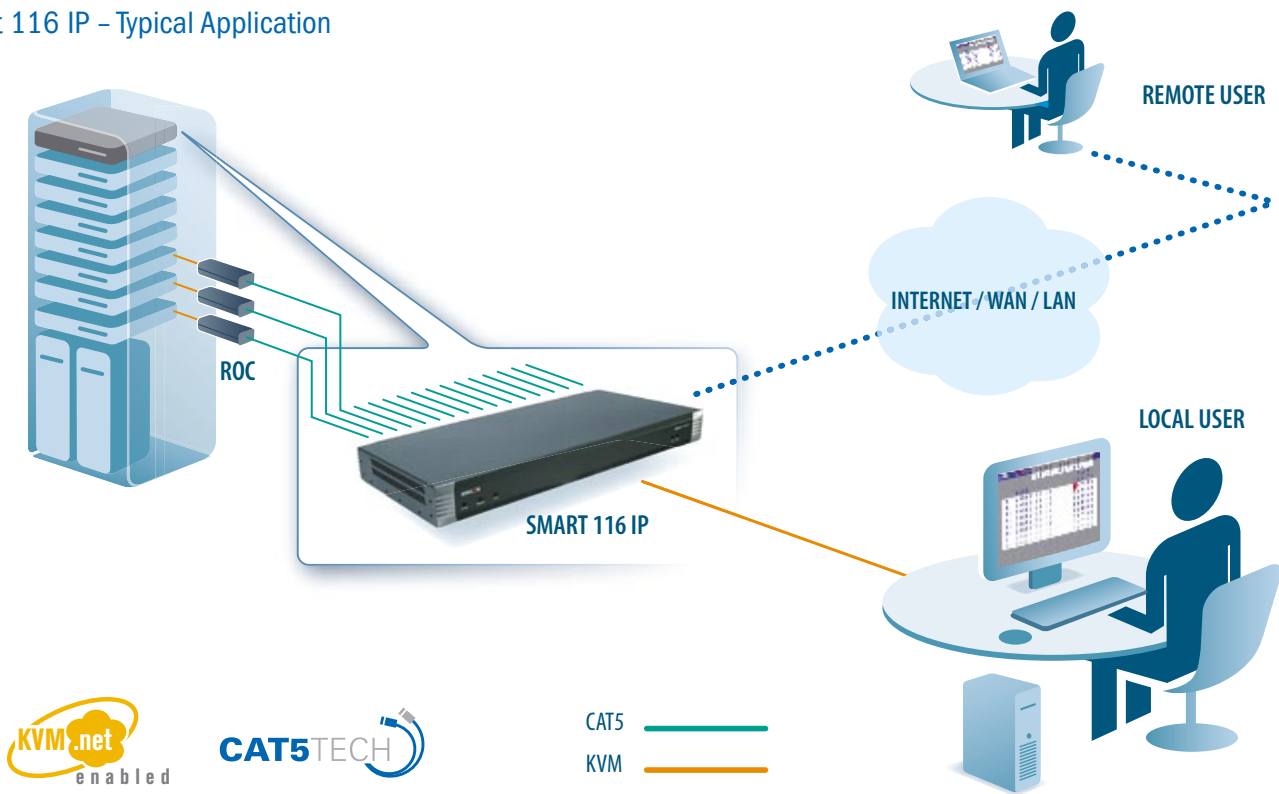 t 116 IP – Typical Application
REMOTE USER
INTERNET / WAN / LAN
ROC
LOCAL USER
SMART 116 IP
KVM.net
enabled
CAT5TECH
CAT5
KVM